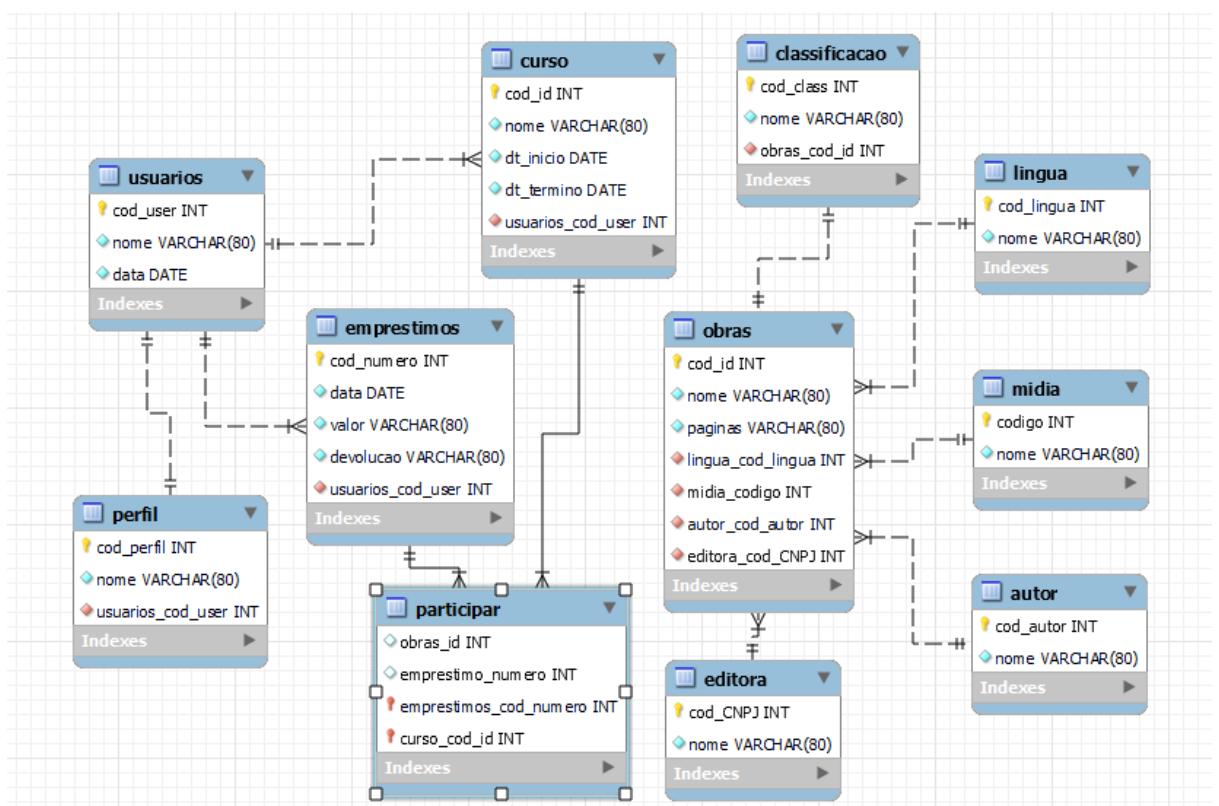 curso
cod_id INT
nome VARCHAR(80)
dt_inicio DATE
dt_termino DATE
usuarios_cod_user INT
Indexes
classificacao
cod_class INT
nome VARCHAR(80)
obras_cod_id INT
Indexes
usuarios
cod_user INT
nome VARCHAR(80)
data DATE
Indexes
lingua
cod_lingua INT
nome VARCHAR(80)
Indexes
emprestimos
cod_numero INT
data DATE
valor VARCHAR(80)
devolucao VARCHAR(80)
usuarios_cod_user INT
Indexes
obras
cod_id INT
nome VARCHAR(80)
paginas VARCHAR(80)
lingua_cod_lingua INT
midia_codigo INT
autor_cod_autor INT
editora_cod_CNPJ INT
Indexes
midia
codigo INT
nome VARCHAR(80)
Indexes
perfil
cod_perfil INT
nome VARCHAR(80)
usuarios_cod_user INT
Indexes
participar
obras_id INT
emprestimo_numero INT
emprestimos_cod_numero INT
curso_cod_id INT
Indexes
editora
cod_CNPJ INT
nome VARCHAR(80)
Indexes
autor
cod_autor INT
nome VARCHAR(80)
Indexes